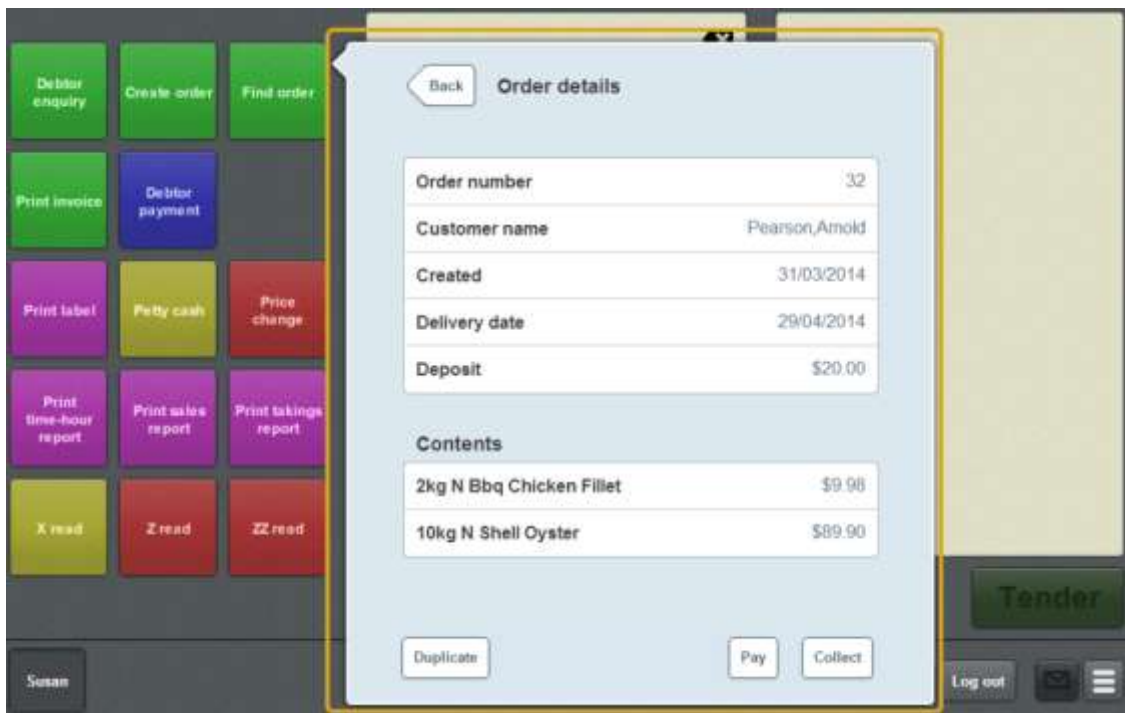 Debtor
enquiry
Create order
Find order
Print invoice
Debtor
payment
Print label
Petty cash
Price
change
Print
time-hour
report
Print sales
report
Print takings
report
X read
Z read
ZZ read
Susan
Back
Order details
Order number 32
Customer name Pearson,Arnold
Created 31/03/2014
Delivery date 29/04/2014
Deposit $20.00
Contents
2kg N Bbq Chicken Fillet $9.98
10kg N Shell Oyster $89.90
Duplicate
Pay
Collect
Tender
Log out